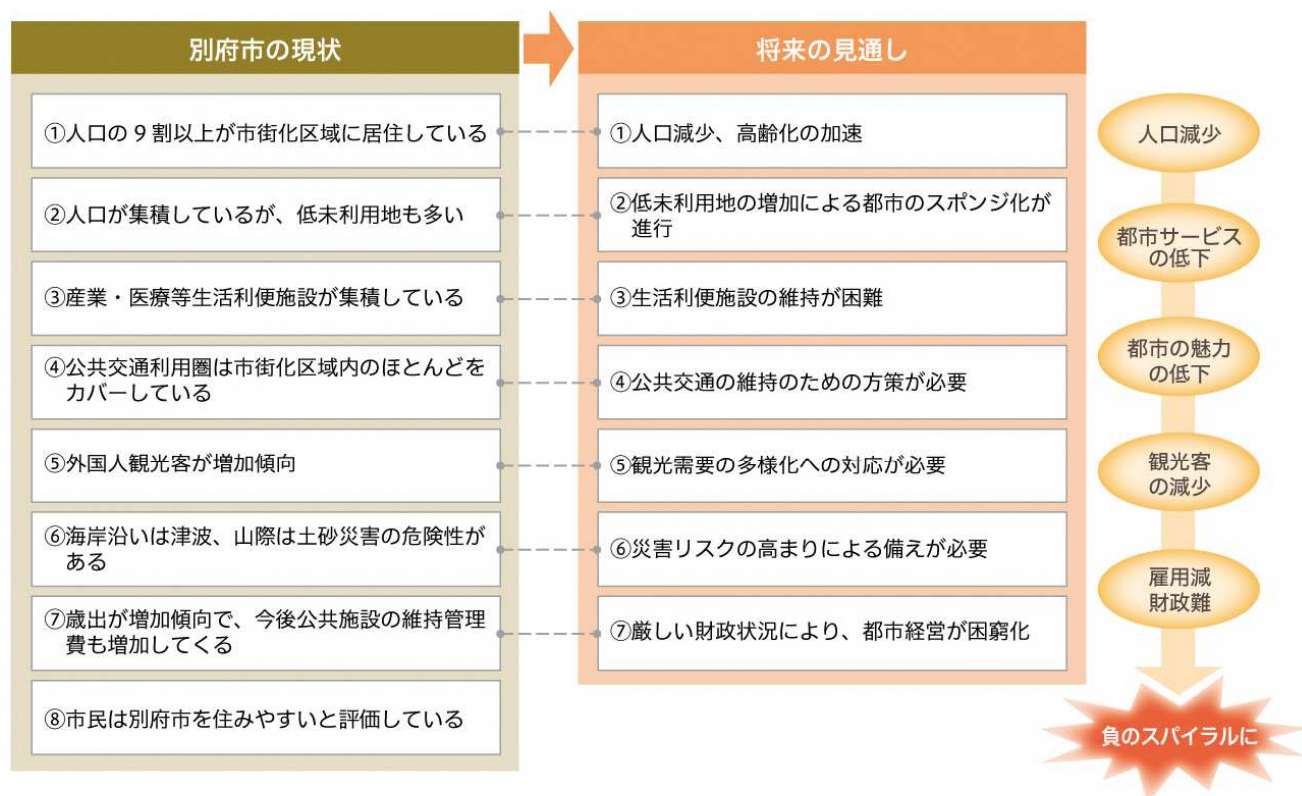 別府市の現状
①人口の9割以上が市街化区域に居住している
②人口が集積しているが、低未利用地も多い
③産業・医療等生活利便施設が集積している
④公共交通利用圏は市街化区域内のほとんどを
カバーしている
⑤外国人観光客が増加傾向
⑥海岸沿いは津波、山際は土砂災害の危険性が
ある
⑦歳出が増加傾向で、今後公共施設の維持管理
費も増加してくる
⑧市民は別府市を住みやすいと評価している
将来の見通し
①人口減少、高齢化の加速
②低未利用地の増加による都市のスポンジ化が
進行
③生活利便施設の維持が困難
④公共交通の維持のための方策が必要
⑤観光需要の多様化への対応が必要
⑥災害リスクの高まりによる備えが必要
⑦厳しい財政状況により、都市経営が困窮化
人口減少
都市サービス
の低下
都市の魅力
の低下
観光客
の減少
雇用減
財政難
負のスパイラルに